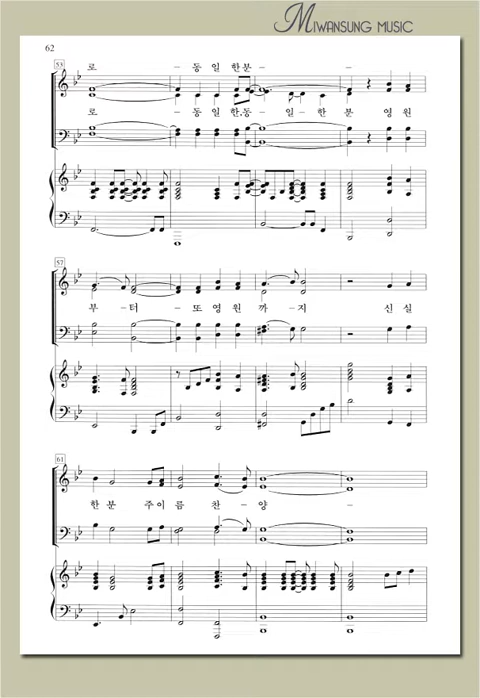 MIWANSUNG MUSIC
62
53
로 – 동 일 한분 – –
로 – 동 일 한,동 – 일 – 한 분 영 원
57
부 – 터 – 또 영 원 까 – 지 신 실
61
한 분 주 이 름 찬 – 양 –